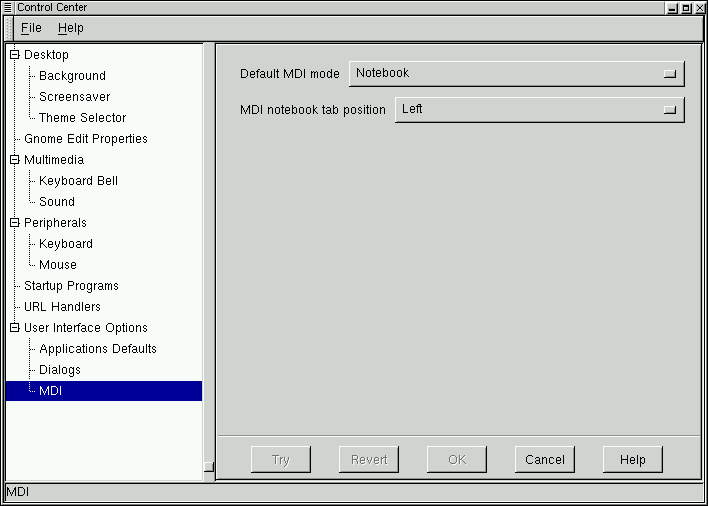 Control Center
File Help
Desktop
Background
Screensaver
Theme Selector
Gnome Edit Properties
Multimedia
Keyboard Bell
Sound
Peripherals
Keyboard
Mouse
Startup Programs
URL Handlers
User Interface Options
Applications Defaults
Dialogs
MDI
Default MDI mode Notebook
MDI notebook tab position Left
Try Revert OK Cancel Help
MDI